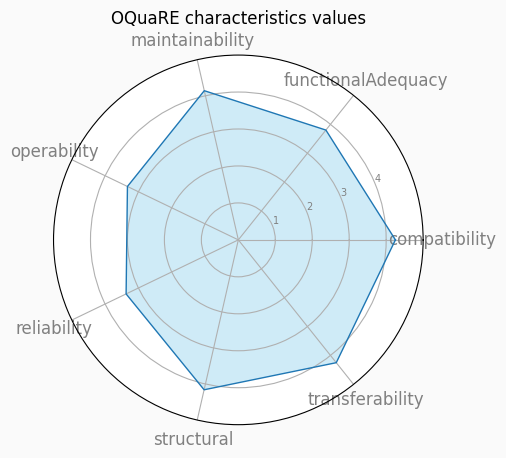 OQuaRE characteristics values
maintainability
functionalAdequacy
operability
4
3
2
1
compatibility
reliability
transferability
structural